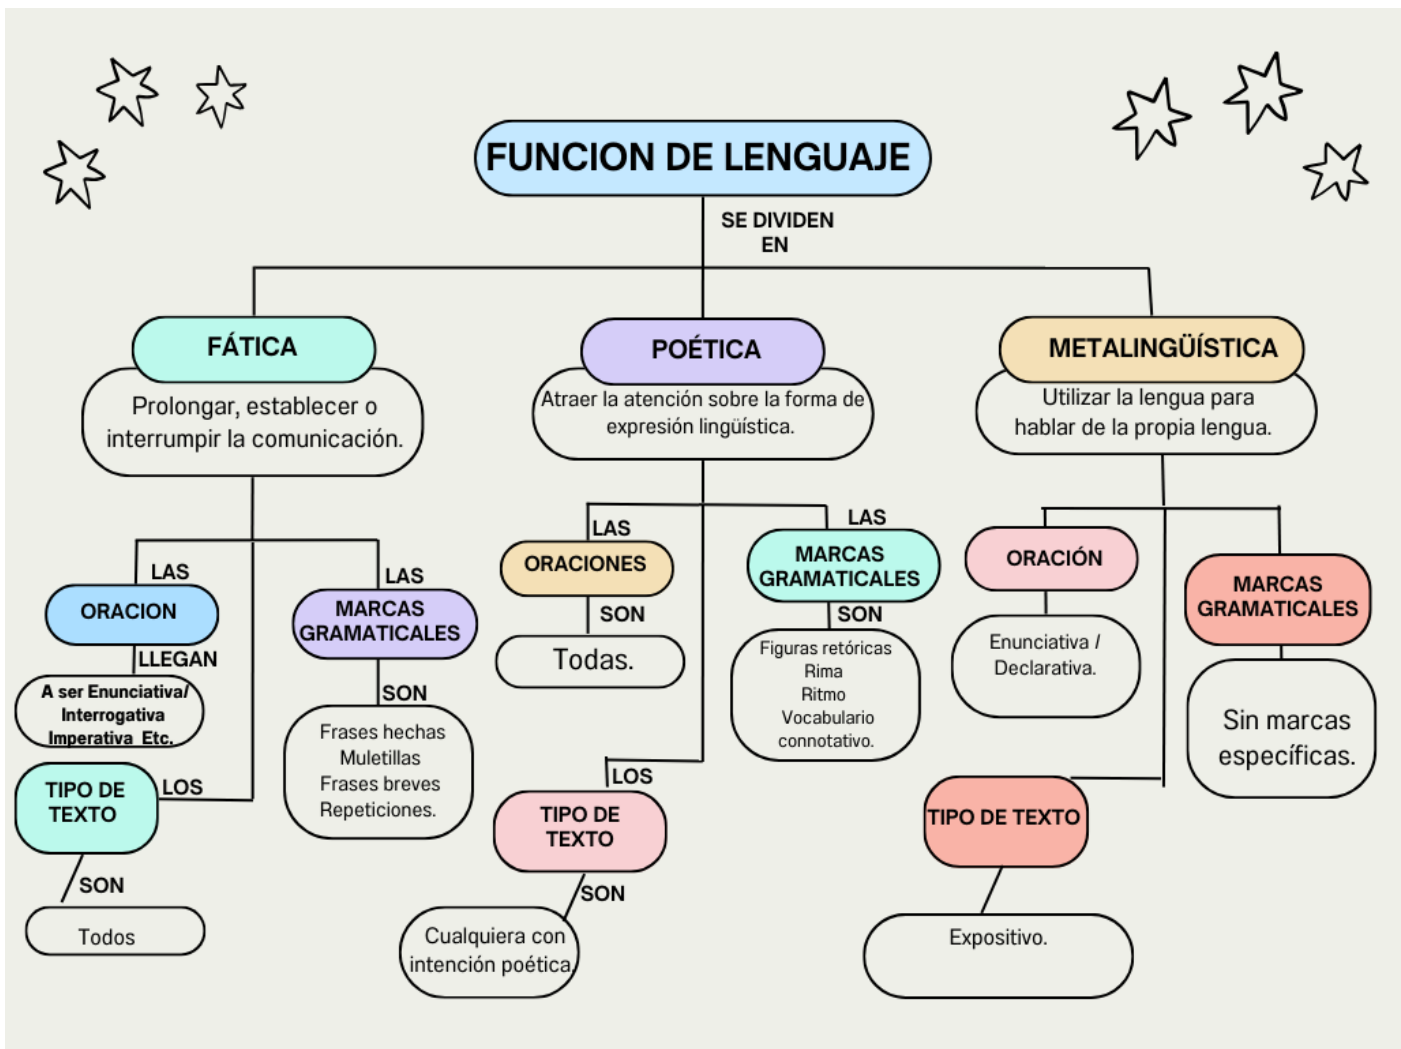 FUNCION DE LENGUAJE
SE DIVIDEN
EN
FÁTICA
Prolongar, establecer o
interrumpir la comunicación.
LAS
ORACION
LLEGAN
A ser Enunciativa/
Interrogativa
Imperativa Etc.
LAS
MARCAS
GRAMATICALES
SON
Frases hechas
Muletillas
Frases breves
Repeticiones.
LOS
TIPO DE
TEXTO
SON
Todos
POÉTICA
Atraer la atención sobre la forma de
expresión lingüística.
LAS
ORACIONES
SON
Todas.
LAS
MARCAS
GRAMATICALES
SON
Figuras retóricas
Rima
Ritmo
Vocabulario
connotativo.
LOS
TIPO DE
TEXTO
SON
Cualquiera con
intención poética.
METALINGÜÍSTICA
Utilizar la lengua para
hablar de la propia lengua.
ORACIÓN
Enunciativa /
Declarativa.
MARCAS
GRAMATICALES
Sin marcas
específicas.
TIPO DE TEXTO
Expositivo.